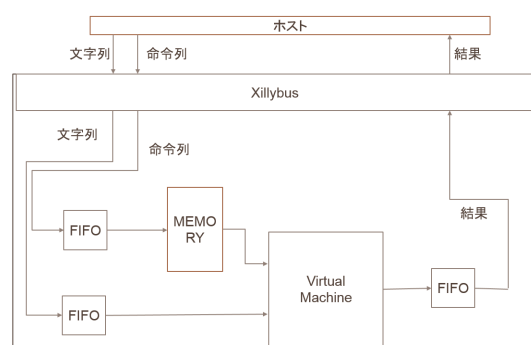 ホスト
文字列
命令列
結果
Xillybus
文字列
命令列
結果
FIFO
MEMO
RY
Virtual
Machine
FIFO
FIFO